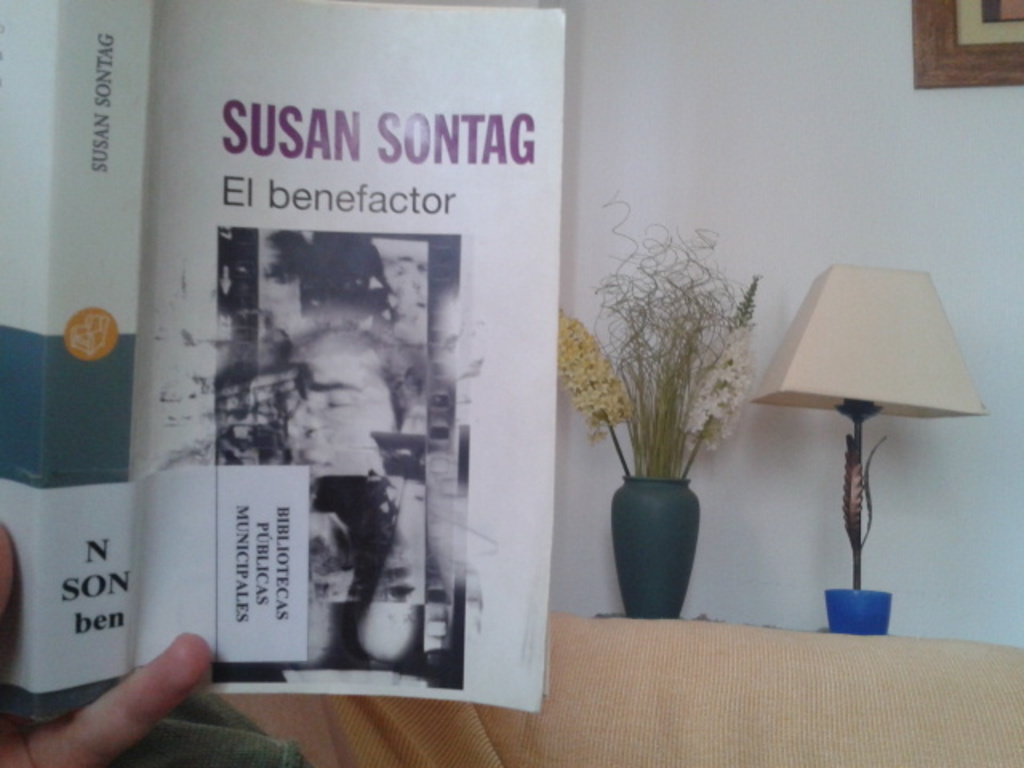 SUSAN SONTAG
N
SON
ben
SUSAN SONTAG
El benefactor
BIBLIOTECAS
PÚBLICAS
MUNICIPALES